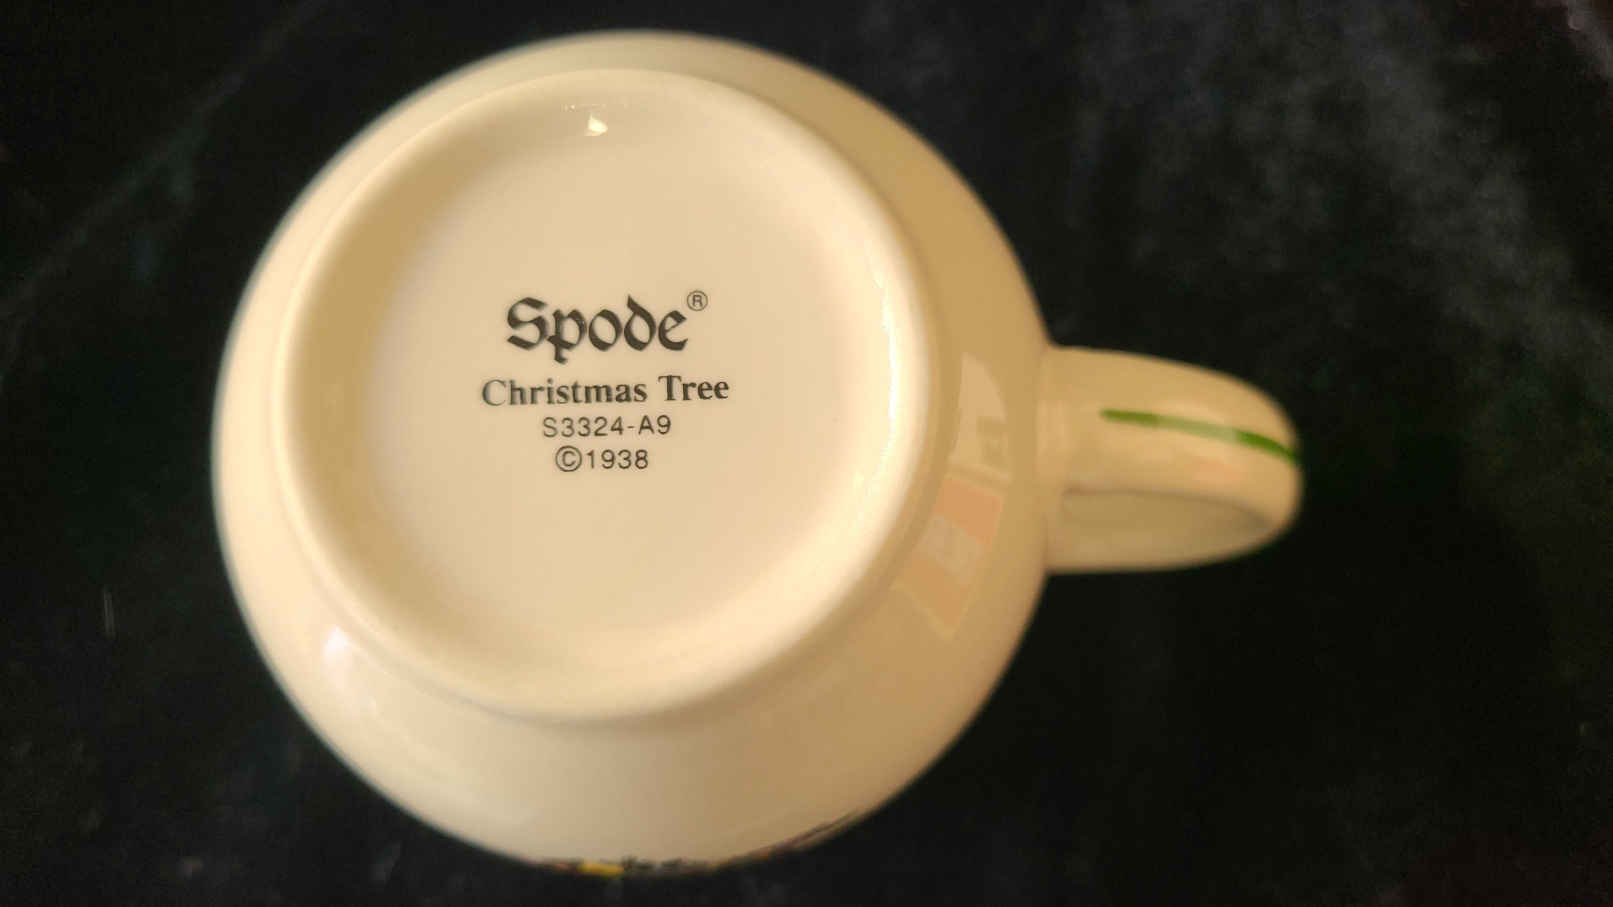 Spode®
Christmas Tree
S3324-A9
©1938